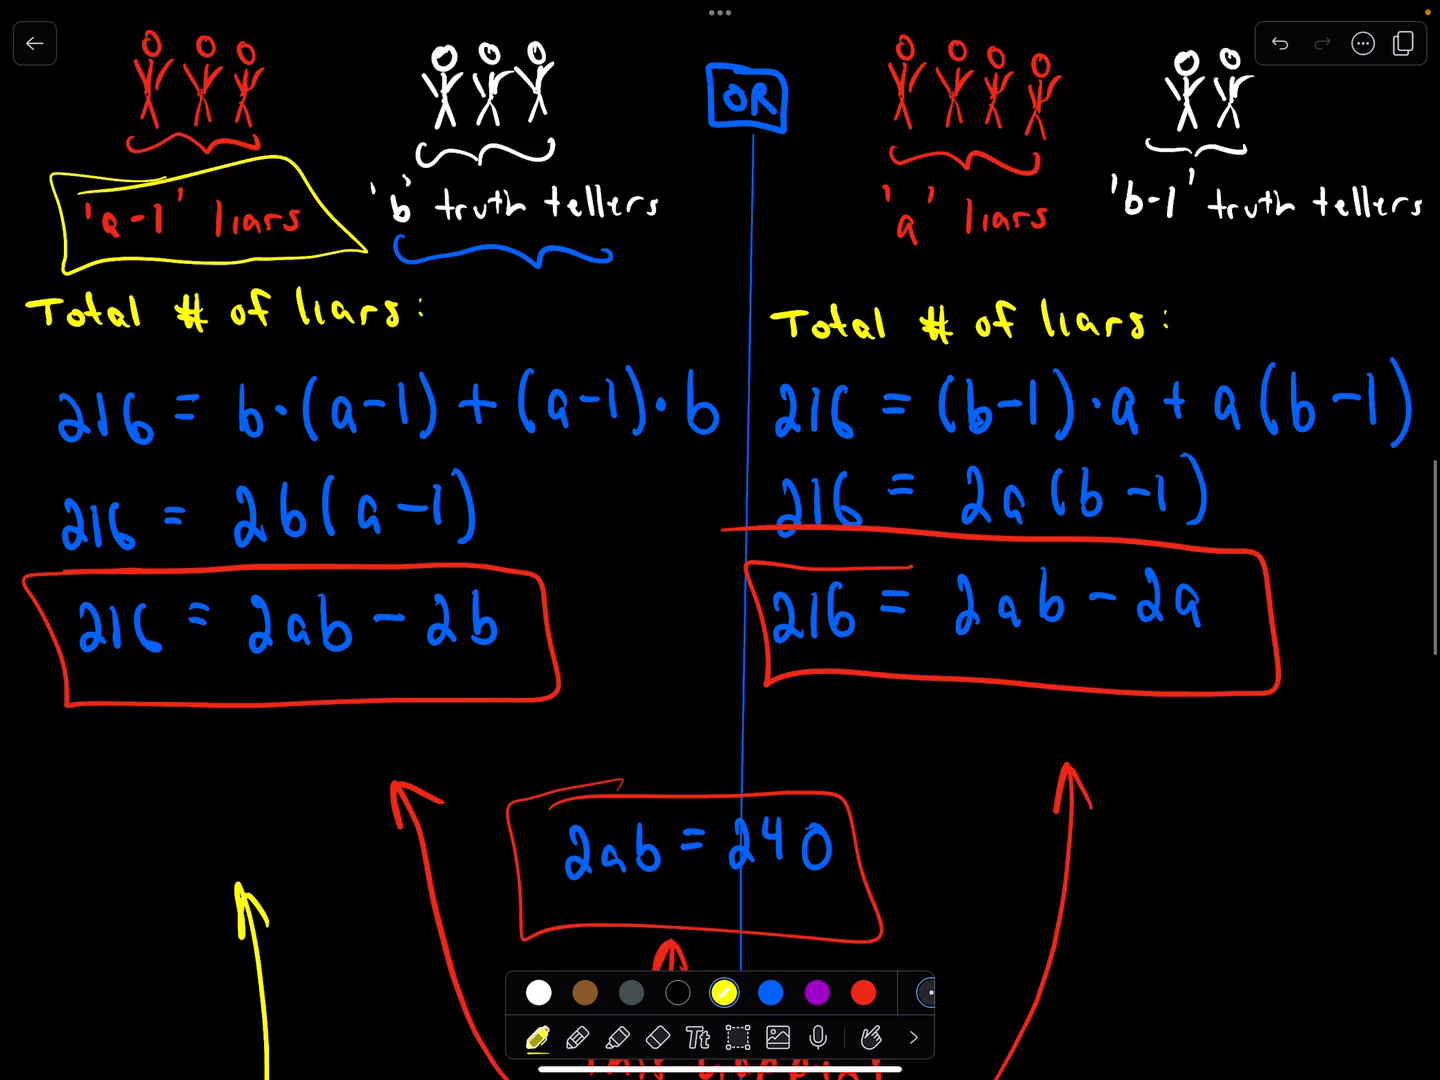 OR
'a-1' liars
'b' truth tellers
'a' liars
'b-1' truth tellers
Total # of liars:
216 = b·(a-1) + (a-1)·b
216 = 2b(a-1)
216 = 2ab - 2b
Total # of liars:
216 = (b-1)·a + a(b-1)
216 = 2a(b-1)
216 = 2ab - 2a
2ab = 240
Tt